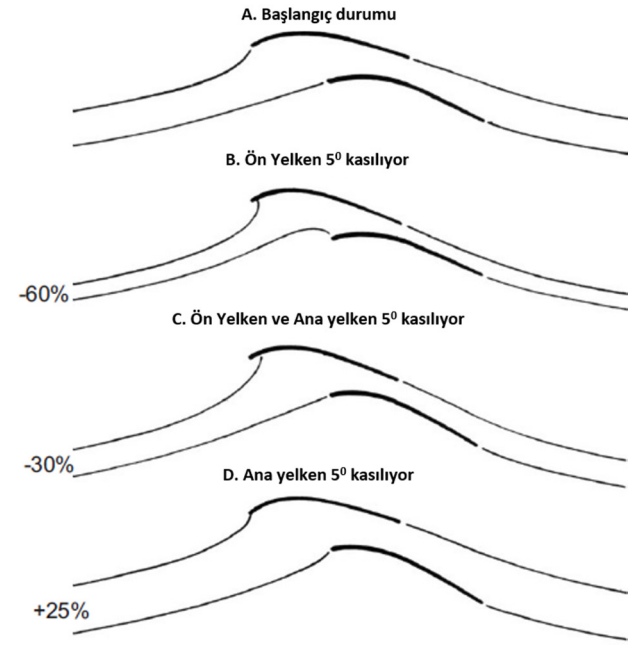 A. Başlangıç durumu
B. Ön Yelken 5⁰ kasılıyor
-60%
C. Ön Yelken ve Ana yelken 5⁰ kasılıyor
-30%
D. Ana yelken 5⁰ kasılıyor
+25%